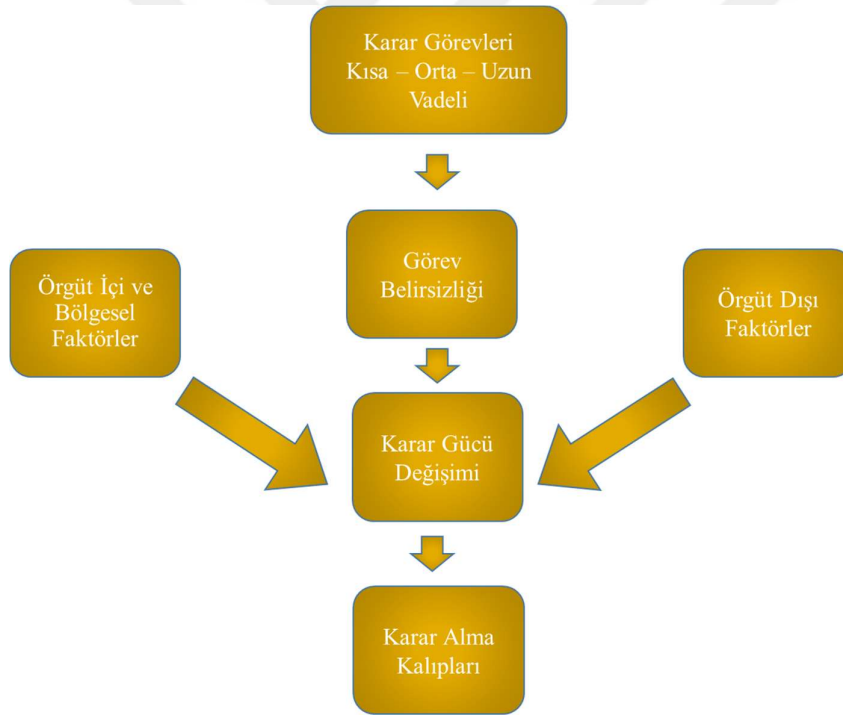 Karar Görevleri
Kısa – Orta – Uzun
Vadeli
Görev
Belirsizliği
Örgüt İçi ve
Bölgesel
Faktörler
Örgüt Dışı
Faktörler
Karar Gücü
Değişimi
Karar Alma
Kalıpları